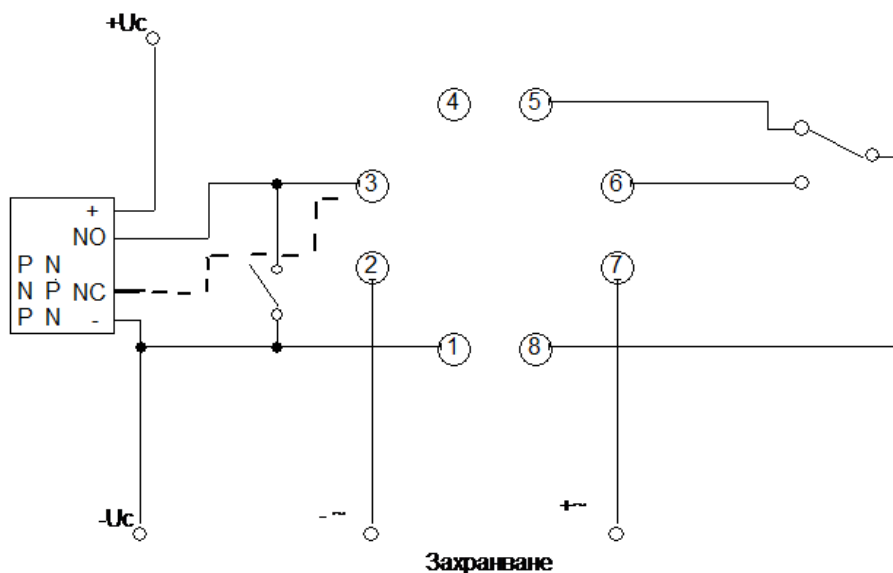 +Uc
4 5
3 6
+
NO
P N
N P NC
P N -
2 7
1 8
-Uc
- ~
+~
Захранване